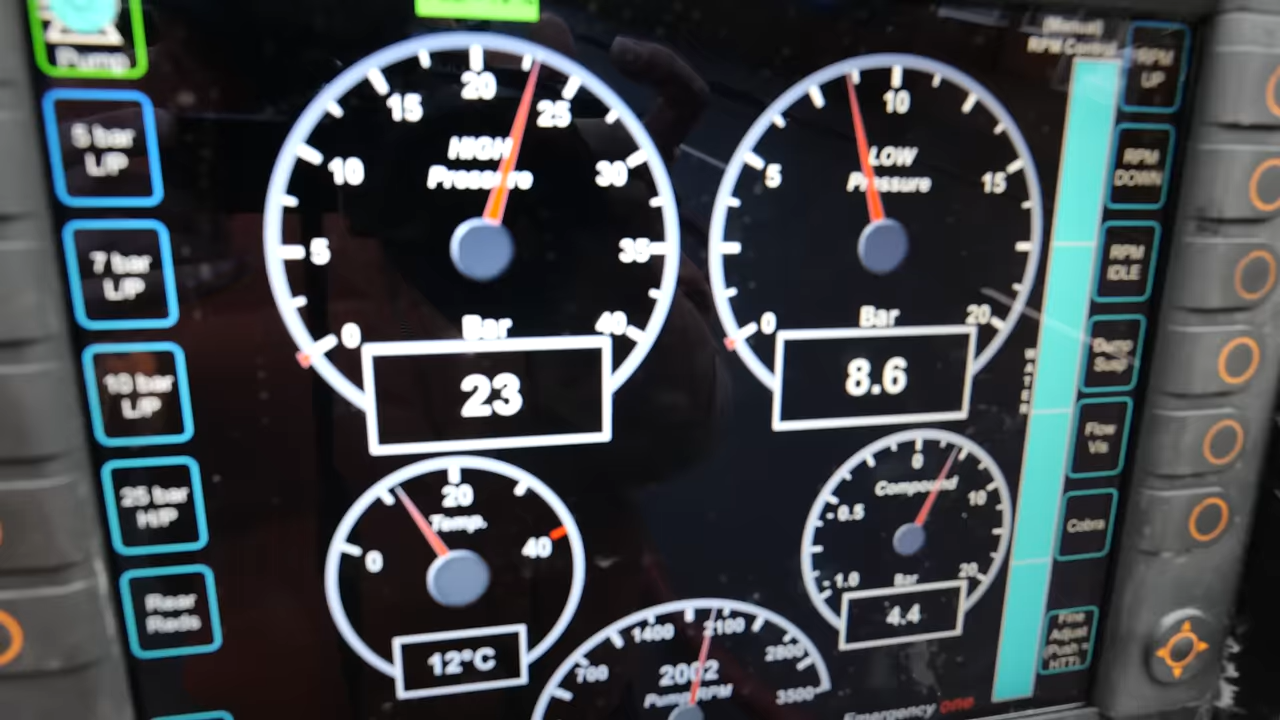 Pump
5 bar
L/P
7 bar
L/P
10 bar
L/P
25 bar
H/P
Rear
Reds
0
5
10
15
20
25
30
35
40
HIGH
Pressure
Bar
23
0
5
10
15
20
LOW
Pressure
Bar
8.6
0
20
40
Temp.
12°C
-1.0
-0.5
0
10
20
Compound
Bar
4.4
700
1400
2100
2800
3500
2002
Pump RPM
(Manual)
RPM Control
WATER
RPM
UP
RPM
DOWN
RPM
IDLE
Flow
Vis
Cobra
Fine
Adjust
(Push =
HTT)
Emergency one